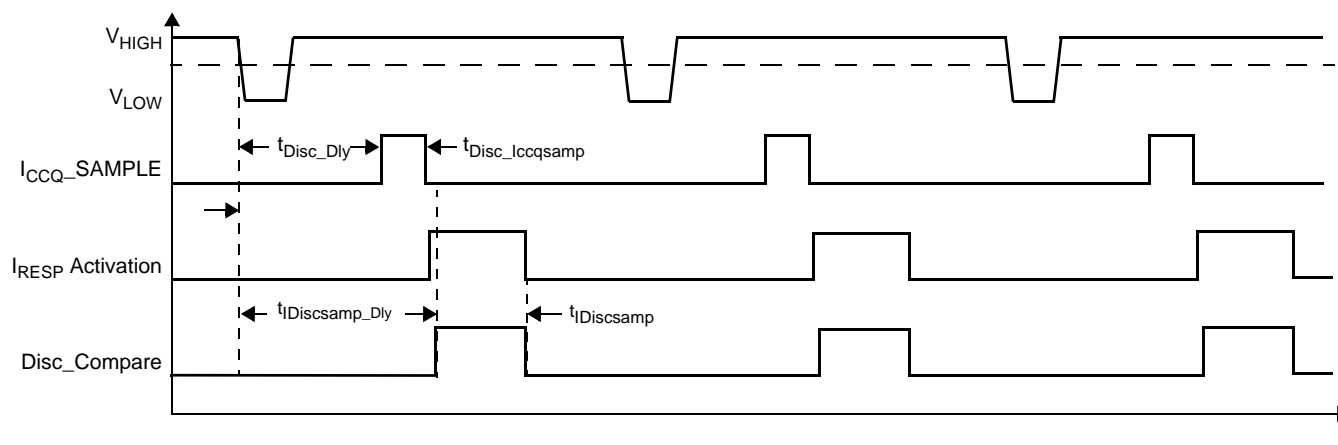 VHIGH
VLOW
tDisc_Dly
tDisc_Iccqsamp
ICCQ_SAMPLE
IRESP Activation
tIDiscsamp_Dly
tIDiscsamp
Disc_Compare